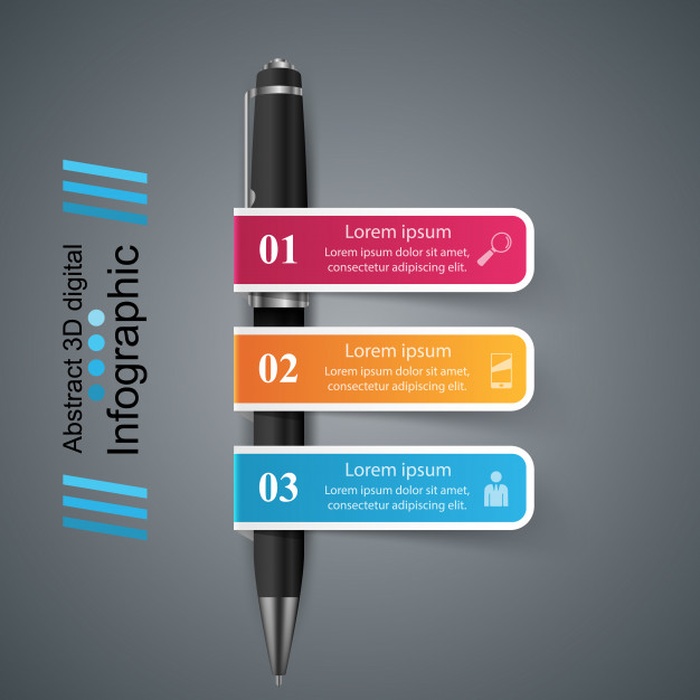 Abstract 3D digital
Infographic
01
Lorem ipsum
Lorem ipsum dolor sit amet,
consectetur adipiscing elit.
02
Lorem ipsum
Lorem ipsum dolor sit amet,
consectetur adipiscing elit.
03
Lorem ipsum
Lorem ipsum dolor sit amet,
consectetur adipiscing elit.